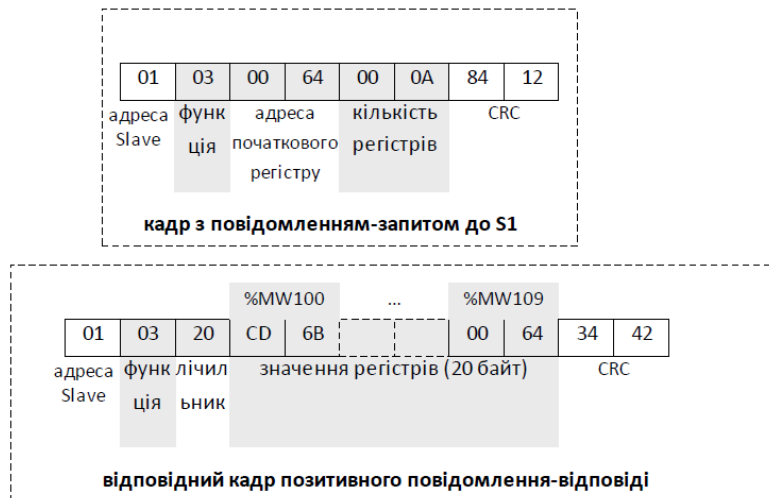 01 03 00 64 00 0A 84 12
адреса Slave функ ція адреса початкового регістру кількість регістрів CRC
кадр з повідомленням-запитом до S1
%MW100 ... %MW109
01 03 20 CD 6B 00 64 34 42
адреса Slave функ ція лічил ьник значення регістрів (20 байт) CRC
відповідний кадр позитивного повідомлення-відповіді